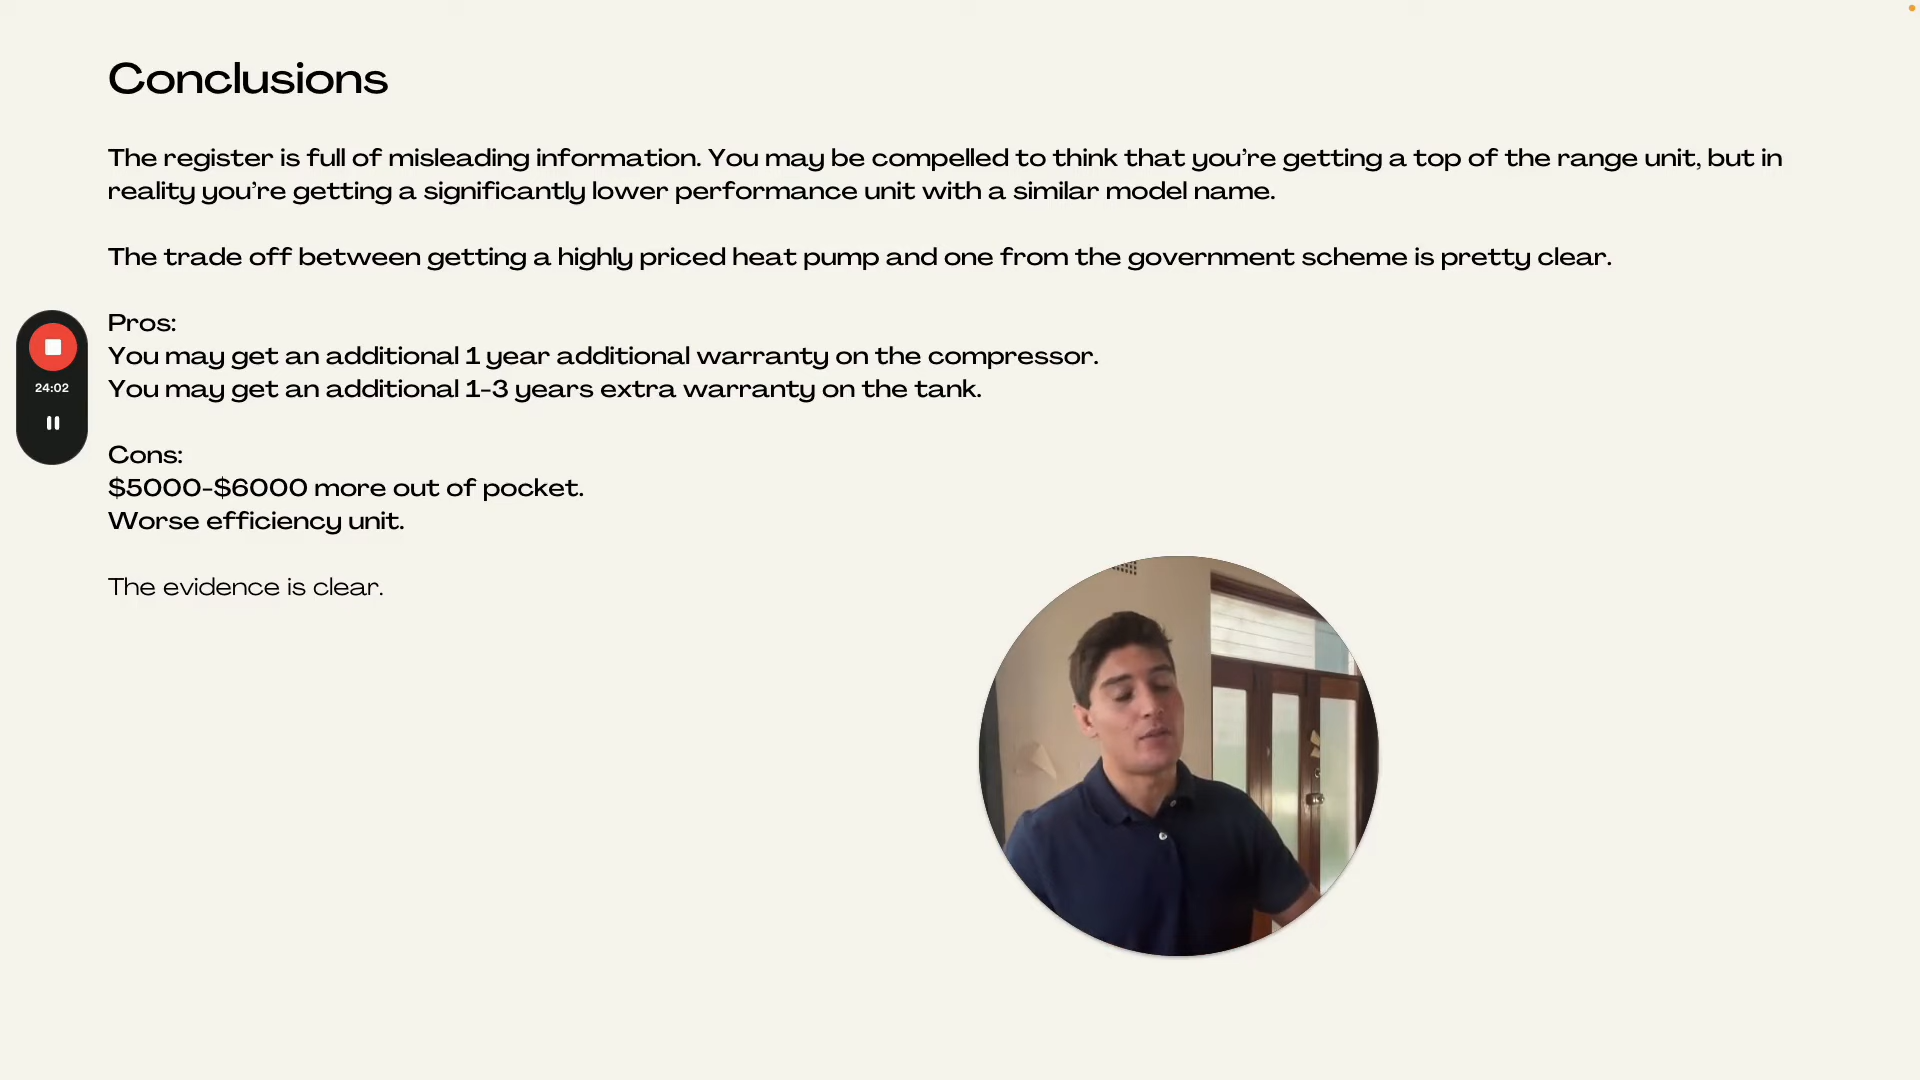 Conclusions
The register is full of misleading information. You may be compelled to think that you’re getting a top of the range unit, but in
reality you’re getting a significantly lower performance unit with a similar model name.
The trade off between getting a highly priced heat pump and one from the government scheme is pretty clear.
Pros:
You may get an additional 1 year additional warranty on the compressor.
You may get an additional 1-3 years extra warranty on the tank.
24:02
Cons:
$5000-$6000 more out of pocket.
Worse efficiency unit.
The evidence is clear.